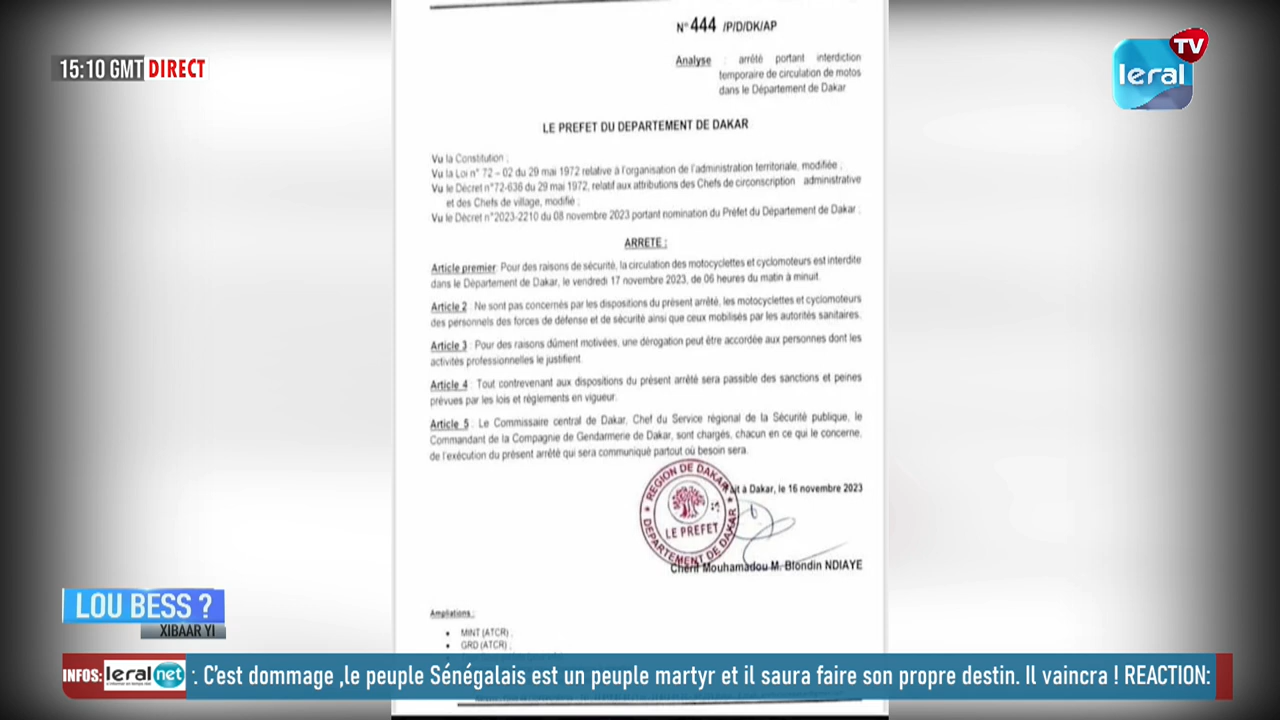 N° 444 /P/D/DK/AP
15:10 GMT DIRECT
leral TV
Analyse : arrêté portant interdiction
temporaire de circulation de motos
dans le Département de Dakar
LE PREFET DU DEPARTEMENT DE DAKAR
Vu la Constitution ;
Vu la Loi n° 72 – 02 du 29 mai 1972 relative à l'organisation de l'administration territoriale, modifiée ;
Vu le Décret n°72-636 du 29 mai 1972, relatif aux attributions des Chefs de circonscription administrative
et des Chefs de village, modifié ;
Vu le Décret n°2023-2210 du 08 novembre 2023 portant nomination du Préfet du Département de Dakar ;
ARRETE :
Article premier: Pour des raisons de sécurité, la circulation des motocyclettes et cyclomoteurs est interdite
dans le Département de Dakar, le vendredi 17 novembre 2023, de 06 heures du matin à minuit.
Article 2 : Ne sont pas concernés par les dispositions du présent arrêté, les motocyclettes et cyclomoteurs
des personnels des forces de défense et de sécurité ainsi que ceux mobilisés par les autorités sanitaires.
Article 3 : Pour des raisons dûment motivées, une dérogation peut être accordée aux personnes dont les
activités professionnelles le justifient.
Article 4 : Tout contrevenant aux dispositions du présent arrêté sera passible des sanctions et peines
prévues par les lois et règlements en vigueur.
Article 5 : Le Commissaire central de Dakar, Chef du Service régional de la Sécurité publique, le
Commandant de la Compagnie de Gendarmerie de Dakar, sont chargés, chacun en ce qui le concerne,
de l'exécution du présent arrêté qui sera communiqué partout où besoin sera.
ait à Dakar, le 16 novembre 2023
REGION DE DAKAR
LE PREFET
DEPARTEMENT DE DAKAR
Chérif Mouhamadou M. Blondin NDIAYE
LOU BESS ?
XIBAAR YI
Ampliations :
• MINT (ATCR) ;
• GRD (ATCR) ;
INFOS: leral net : C'est dommage ,le peuple Sénégalais est un peuple martyr et il saura faire son propre destin. Il vaincra ! REACTION: